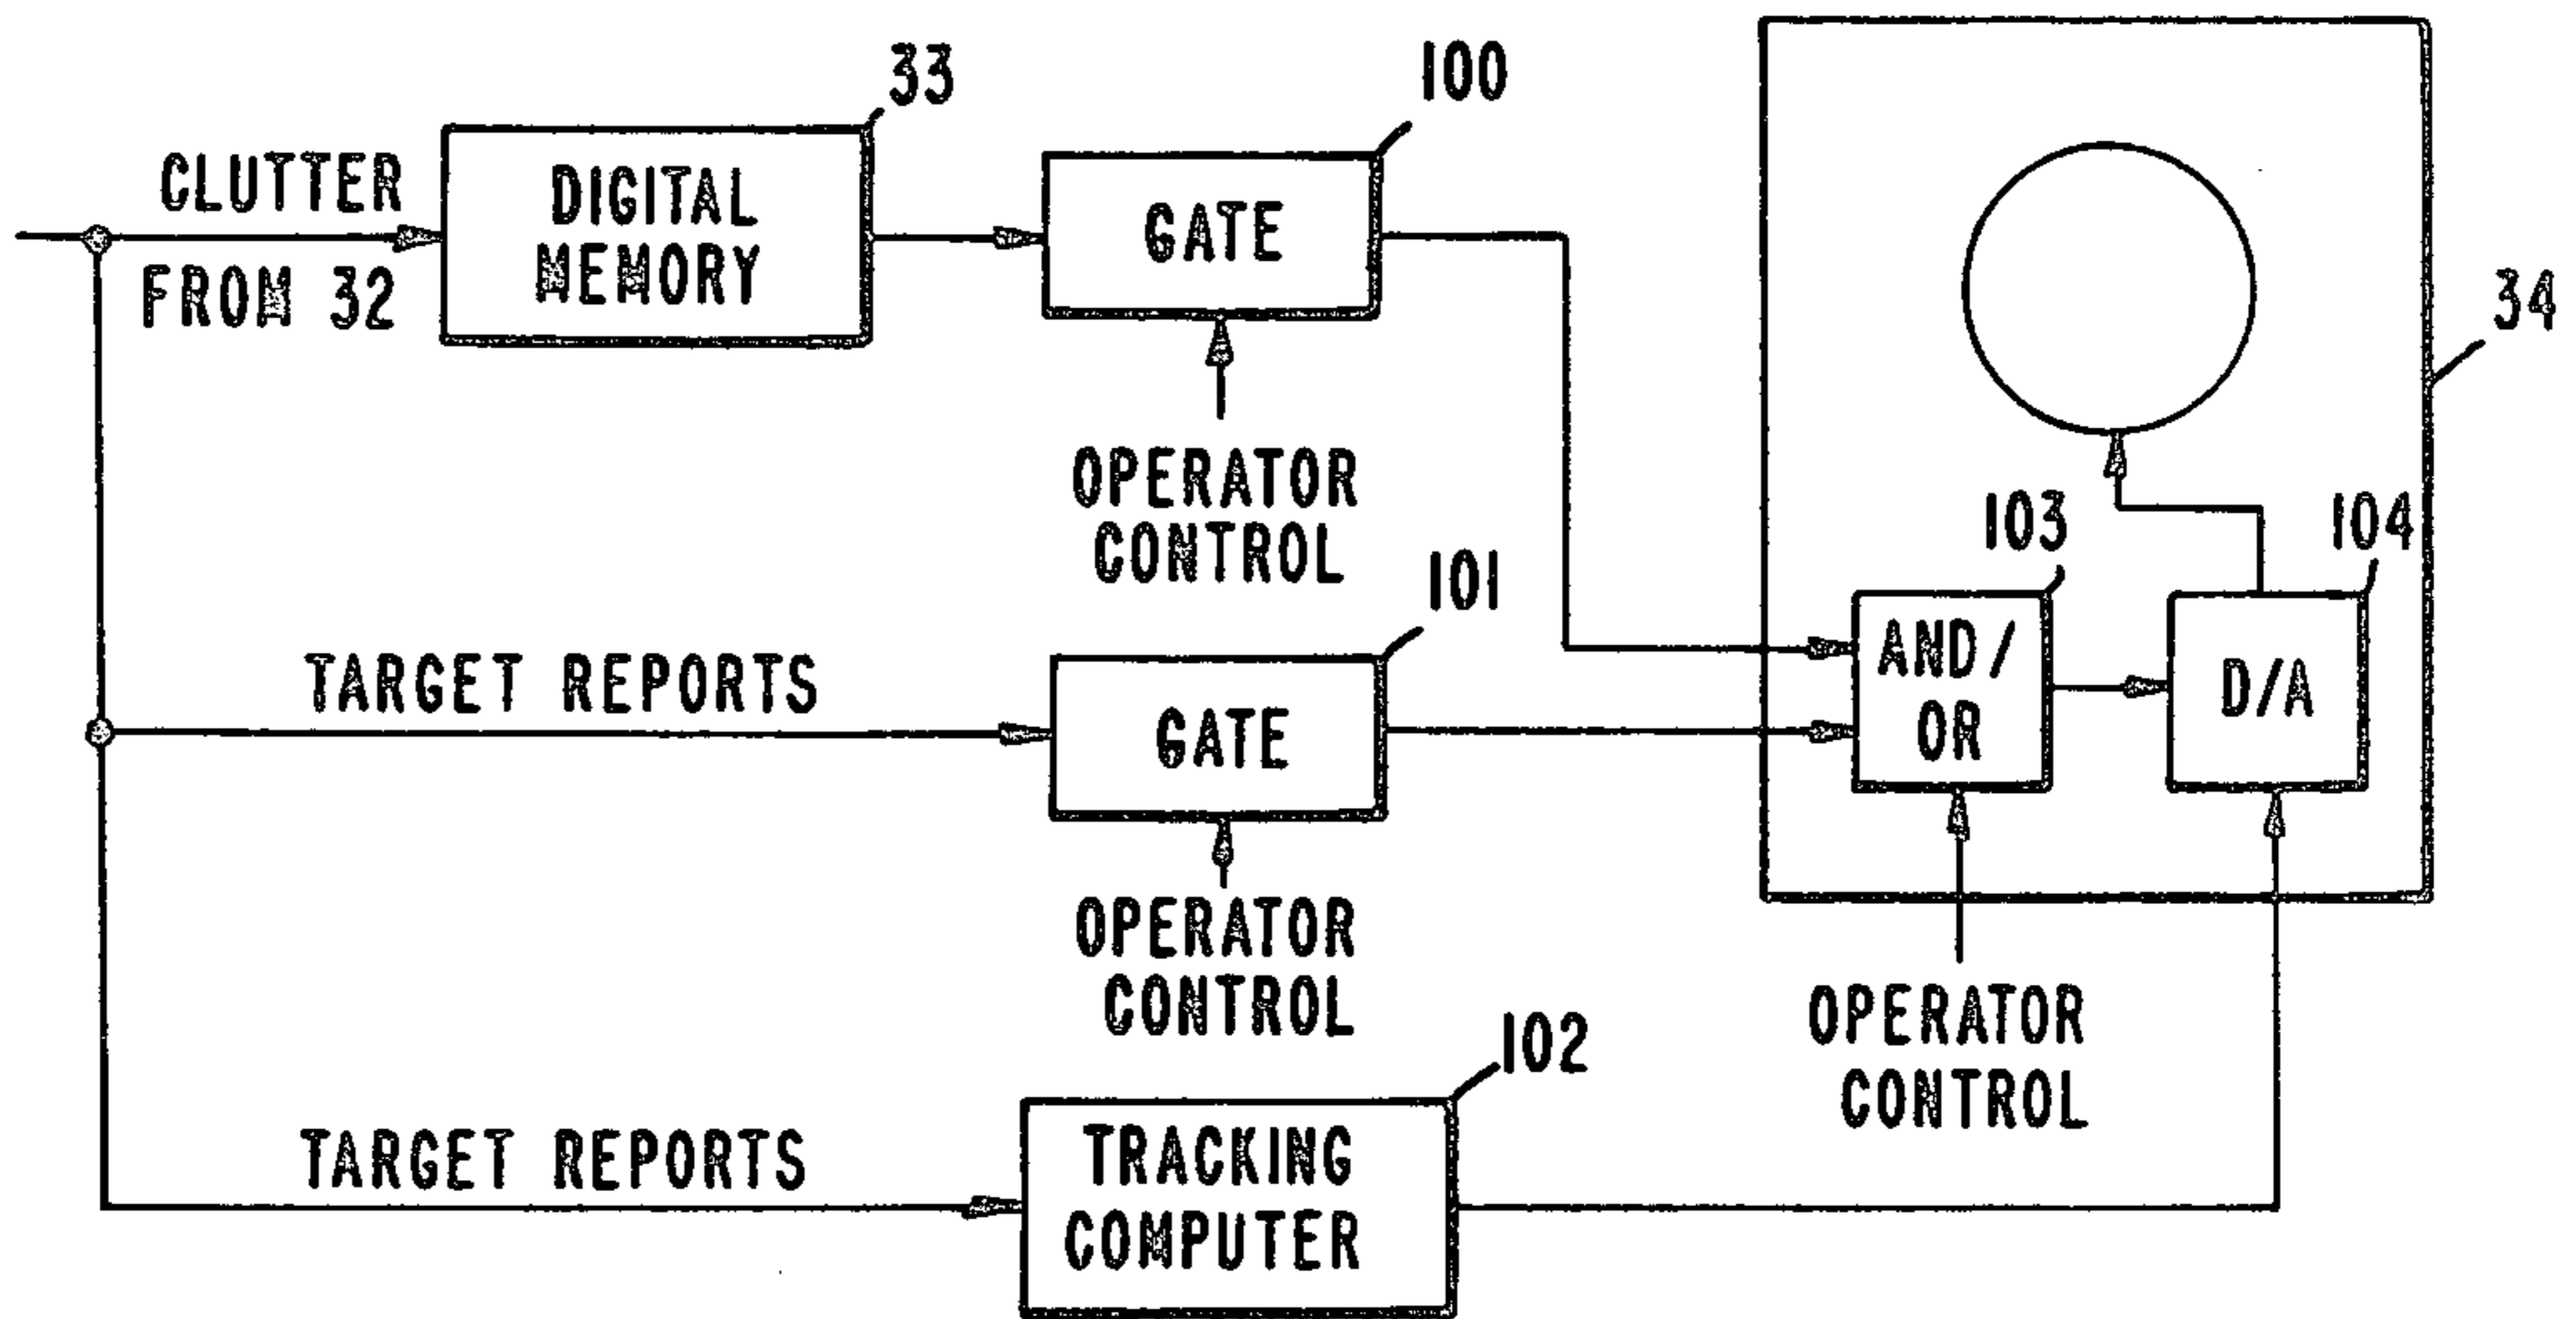 33
100
CLUTTER
FROM 32
DIGITAL
MEMORY
GATE
34
OPERATOR
CONTROL
101
103
104
TARGET REPORTS
GATE
AND/
OR
D/A
OPERATOR
CONTROL
OPERATOR
CONTROL
102
TARGET REPORTS
TRACKING
COMPUTER